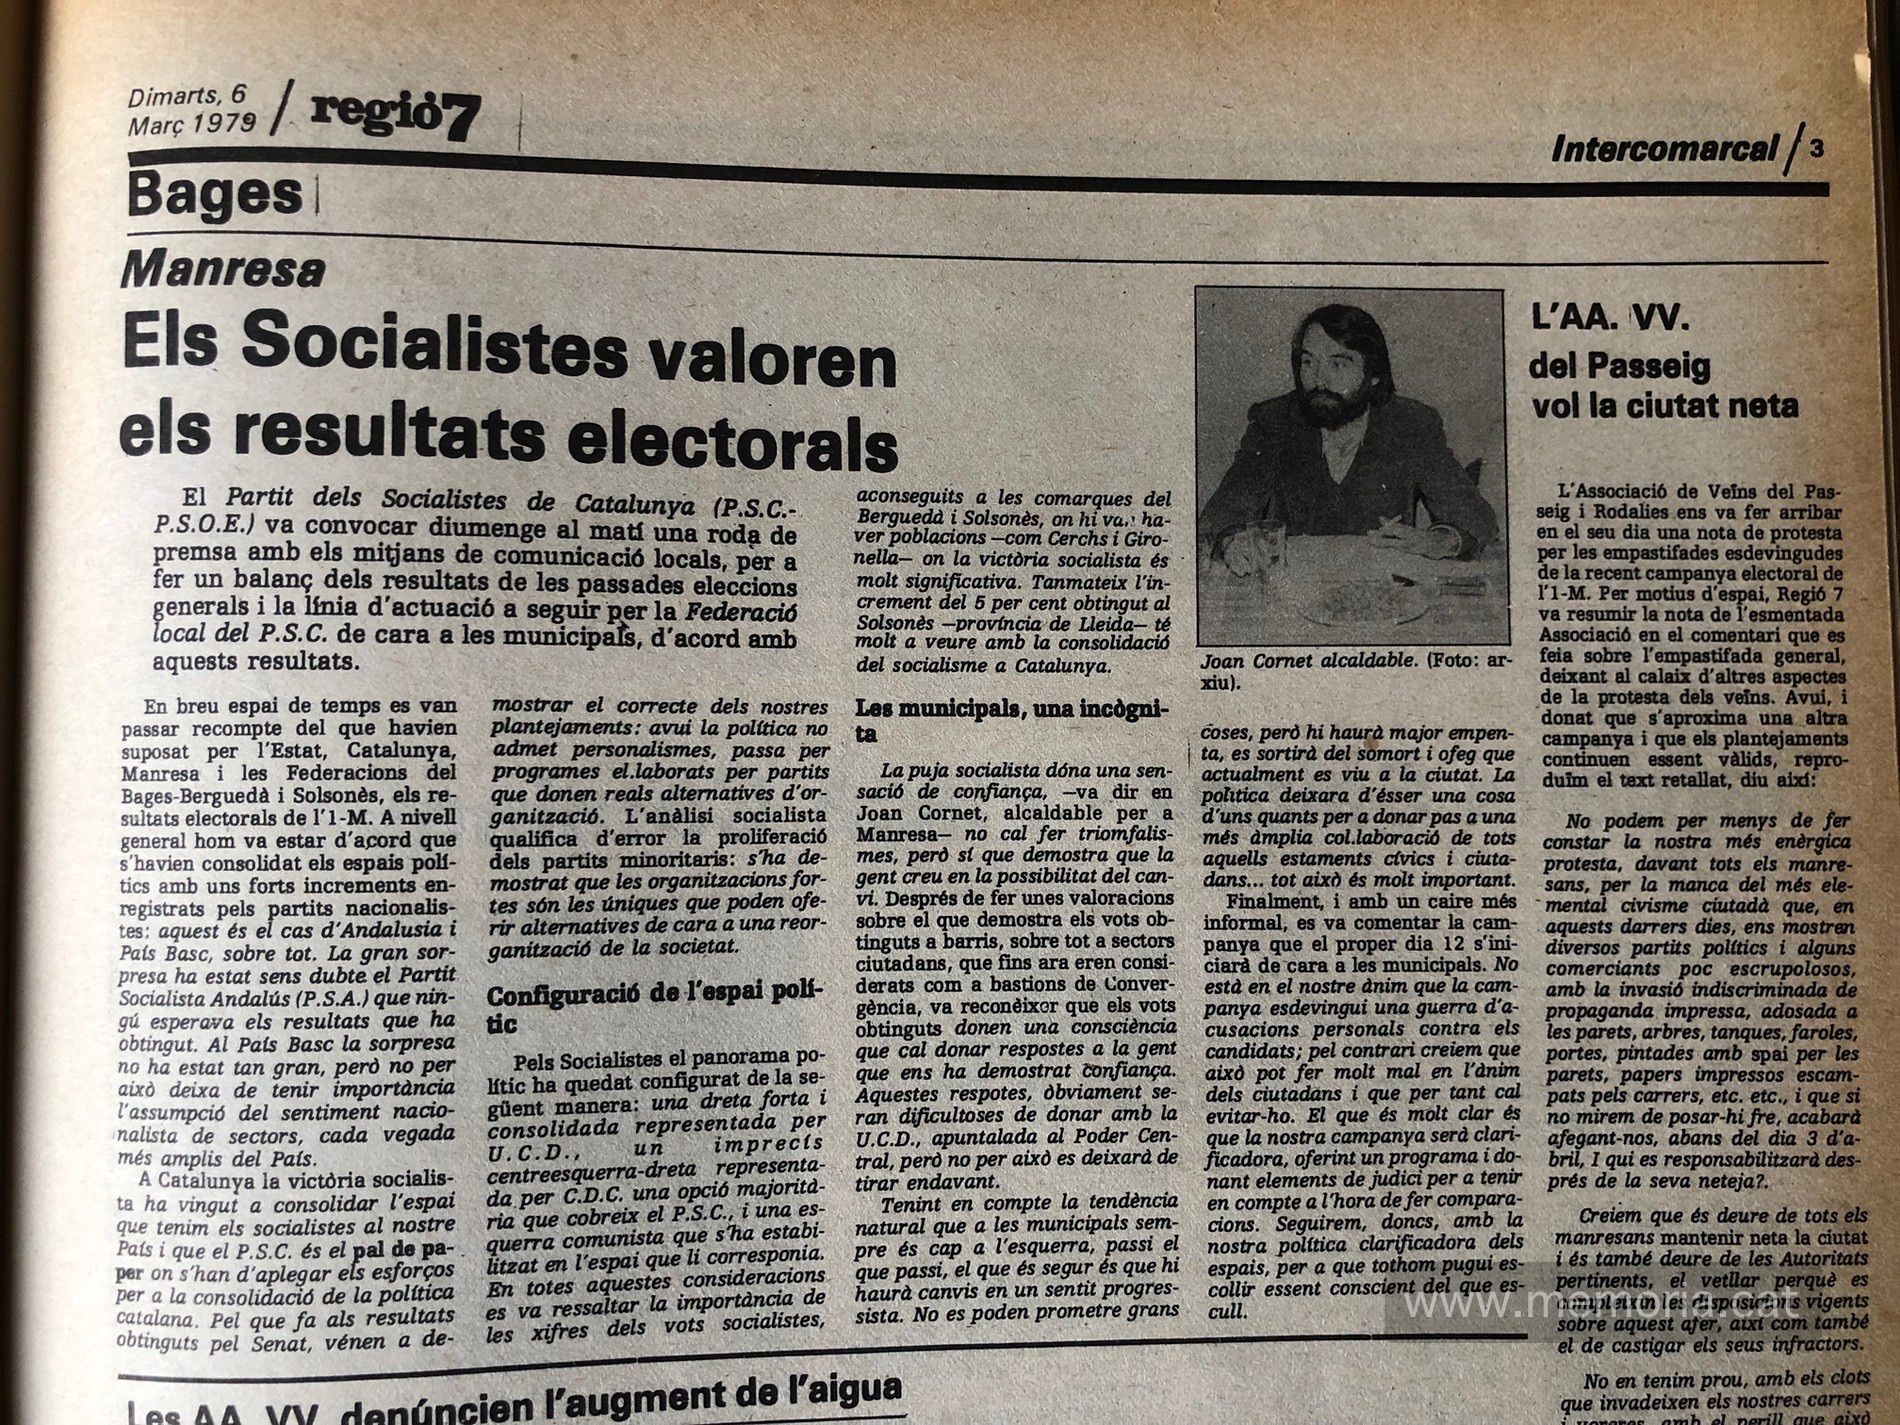 Dimarts, 6
Març 1979
regió7
Intercomarcal / 3
Bages
Manresa
Els Socialistes valoren
els resultats electorals
El Partit dels Socialistes de Catalunya (P.S.C.-
P.S.O.E.) va convocar diumenge al matí una roda de
premsa amb els mitjans de comunicació locals, per a
fer un balanç dels resultats de les passades eleccions
generals i la línia d'actuació a seguir per la Federació
local del P.S.C. de cara a les municipals, d'acord amb
aquests resultats.
En breu espai de temps es van
passar recompte del que havien
suposat per l'Estat, Catalunya,
Manresa i les Federacions del
Bages-Berguedà i Solsonès, els re-
sultats electorals de l'1-M. A nivell
general hom va estar d'acord que
s'havien consolidat els espais polí-
tics amb uns forts increments en-
registrats pels partits nacionalis-
tes: aquest és el cas d'Andalusia i
País Basc, sobre tot. La gran sor-
presa ha estat sens dubte el Partit
Socialista Andalús (P.S.A.) que nin-
gú esperava els resultats que ha
obtingut. Al País Basc la sorpresa
no ha estat tan gran, però no per
això deixa de tenir importància
l'assumpció del sentiment nacio-
nalista de sectors, cada vegada
més amplis del País.
A Catalunya la victòria socialis-
ta ha vingut a consolidar l'espai
que tenim els socialistes al nostre
País i que el P.S.C. és el pal de pa-
per on s'han d'aplegar els esforços
per a la consolidació de la política
catalana. Pel que fa als resultats
obtinguts pel Senat, vénen a de-
mostrar el correcte dels nostres
plantejaments: avui la política no
admet personalismes, passa per
programes el.laborats per partits
que donen reals alternatives d'or-
ganització. L'anàlisi socialista
qualifica d'error la proliferació
dels partits minoritaris: s'ha de-
mostrat que les organitzacions for-
tes són les úniques que poden ofe-
rir alternatives de cara a una reor-
ganització de la societat.
Configuració de l'espai polí-
tic
Pels Socialistes el panorama po-
lític ha quedat configurat de la se-
güent manera: una dreta forta i
consolidada representada per
U.C.D., un imprecís
centreesquerra-dreta representa-
da per C.D.C. una opció majorità-
ria que cobreix el P.S.C., i una es-
querra comunista que s'ha estabi-
litzat en l'espai que li corresponia.
En totes aquestes consideracions
es va ressaltar la importància de
les xifres dels vots socialistes,
aconseguits a les comarques del
Berguedà i Solsonès, on hi va ha-
ver poblacions —com Cerchs i Giro-
nella— on la victòria socialista és
molt significativa. Tanmateix l'in-
crement del 5 per cent obtingut al
Solsonès —província de Lleida— té
molt a veure amb la consolidació
del socialisme a Catalunya.
Les municipals, una incògni-
ta
La puja socialista dóna una sen-
sació de confiança, —va dir en
Joan Cornet, alcaldable per a
Manresa— no cal fer triomfalis-
mes, però sí que demostra que la
gent creu en la possibilitat del can-
vi. Després de fer unes valoracions
sobre el que demostra els vots ob-
tinguts a barris, sobre tot a sectors
ciutadans, que fins ara eren consi-
derats com a bastions de Conver-
gència, va reconèixer que els vots
obtinguts donen una consciència
que cal donar respostes a la gent
que ens ha demostrat confiança.
Aquestes respotes, òbviament se-
ran dificultoses de donar amb la
U.C.D., apuntalada al Poder Cen-
tral, però no per això es deixarà de
tirar endavant.
Tenint en compte la tendència
natural que a les municipals sem-
pre és cap a l'esquerra, passi el
que passi, el que és segur és que hi
haurà canvis en un sentit progres-
sista. No es poden prometre grans
Joan Cornet alcaldable. (Foto: ar-
xiu).
coses, però hi haurà major empen-
ta, es sortirà del somort i ofeg que
actualment es viu a la ciutat. La
política deixara d'ésser una cosa
d'uns quants per a donar pas a una
més àmplia col.laboració de tots
aquells estaments cívics i ciuta-
dans... tot això és molt important.
Finalment, i amb un caire més
informal, es va comentar la cam-
panya que el proper dia 12 s'ini-
ciarà de cara a les municipals. No
està en el nostre ànim que la cam-
panya esdevingui una guerra d'a-
cusacions personals contra els
candidats; pel contrari creiem que
això pot fer molt mal en l'ànim
dels ciutadans i que per tant cal
evitar-ho. El que és molt clar és
que la nostra campanya serà clari-
ficadora, oferint un programa i do-
nant elements de judici per a tenir
en compte a l'hora de fer compara-
cions. Seguirem, doncs, amb la
nostra política clarificadora dels
espais, per a que tothom pugui es-
collir essent conscient del que es-
cull.
L'AA. VV.
del Passeig
vol la ciutat neta
L'Associació de Veïns del Pas-
seig i Rodalies ens va fer arribar
en el seu dia una nota de protesta
per les empastifades esdevingudes
de la recent campanya electoral de
l'1-M. Per motius d'espai, Regió 7
va resumir la nota de l'esmentada
Associació en el comentari que es
feia sobre l'empastifada general,
deixant al calaix d'altres aspectes
de la protesta dels veïns. Avui, i
donat que s'aproxima una altra
campanya i que els plantejaments
continuen essent vàlids, repro-
duïm el text retallat, diu així:
No podem per menys de fer
constar la nostra més enèrgica
protesta, davant tots els manre-
sans, per la manca del més ele-
mental civisme ciutadà que, en
aquests darrers dies, ens mostren
diversos partits polítics i alguns
comerciants poc escrupolosos,
amb la invasió indiscriminada de
propaganda impressa, adosada a
les parets, arbres, tanques, faroles,
portes, pintades amb spai per les
parets, papers impressos escam-
pats pels carrers, etc. etc., i que si
no mirem de posar-hi fre, acabarà
afegant-nos, abans del dia 3 d'a-
bril, I qui es responsabilitzarà des-
prés de la seva neteja?.
Creiem que és deure de tots els
manresans mantenir neta la ciutat
i és també deure de les Autoritats
pertinents, el vetllar perquè es
compleixin les disposicions vigents
sobre aquest afer, així com també
el de castigar els seus infractors.
No en tenim prou, amb els clots
que invadeixen els nostres carrers
amb el perill que això
Les AA. VV. denúncien l'augment de l'aigua
www.memoria.cat